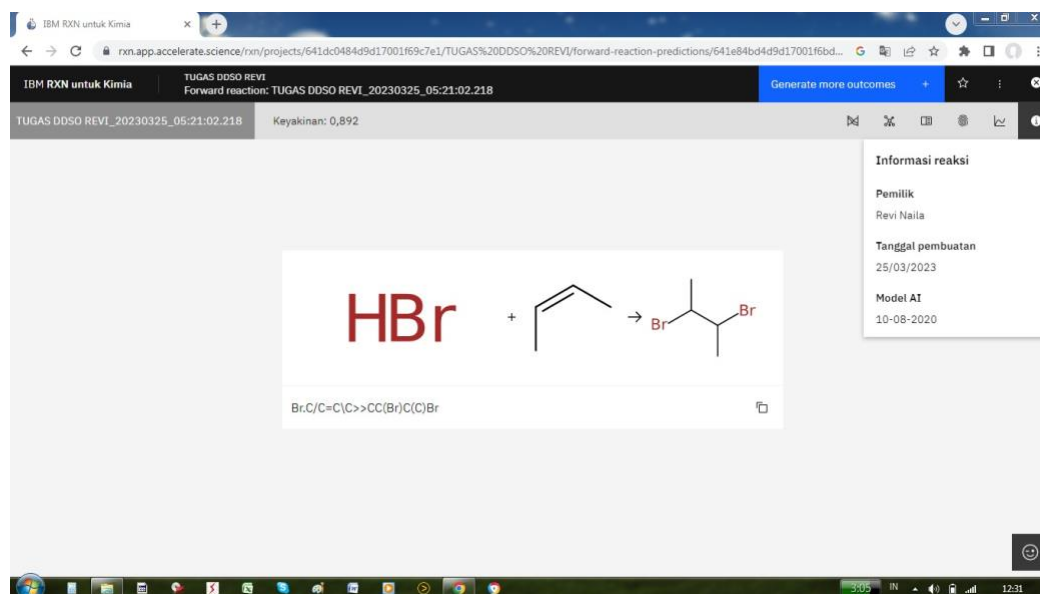 IBM RXN untuk Kimia
rxn.app.accelerate.science/rxn/projects/641dc0484d9d17001f69c7e1/TUGAS%20DDSO%20REVI/forward-reaction-predictions/641e84bd4d9d17001f6bd...
IBM RXN untuk Kimia
TUGAS DDSO REVI
Forward reaction: TUGAS DDSO REVI_20230325_05:21:02.218
Generate more outcomes +
TUGAS DDSO REVI_20230325_05:21:02.218
Keyakinan: 0,892
Informasi reaksi
Pemilik
Revi Naila
Tanggal pembuatan
25/03/2023
Model AI
10-08-2020
HBr + → Br Br
Br.C/C=C\C>>CC(Br)C(C)Br
3:05 IN 12:31